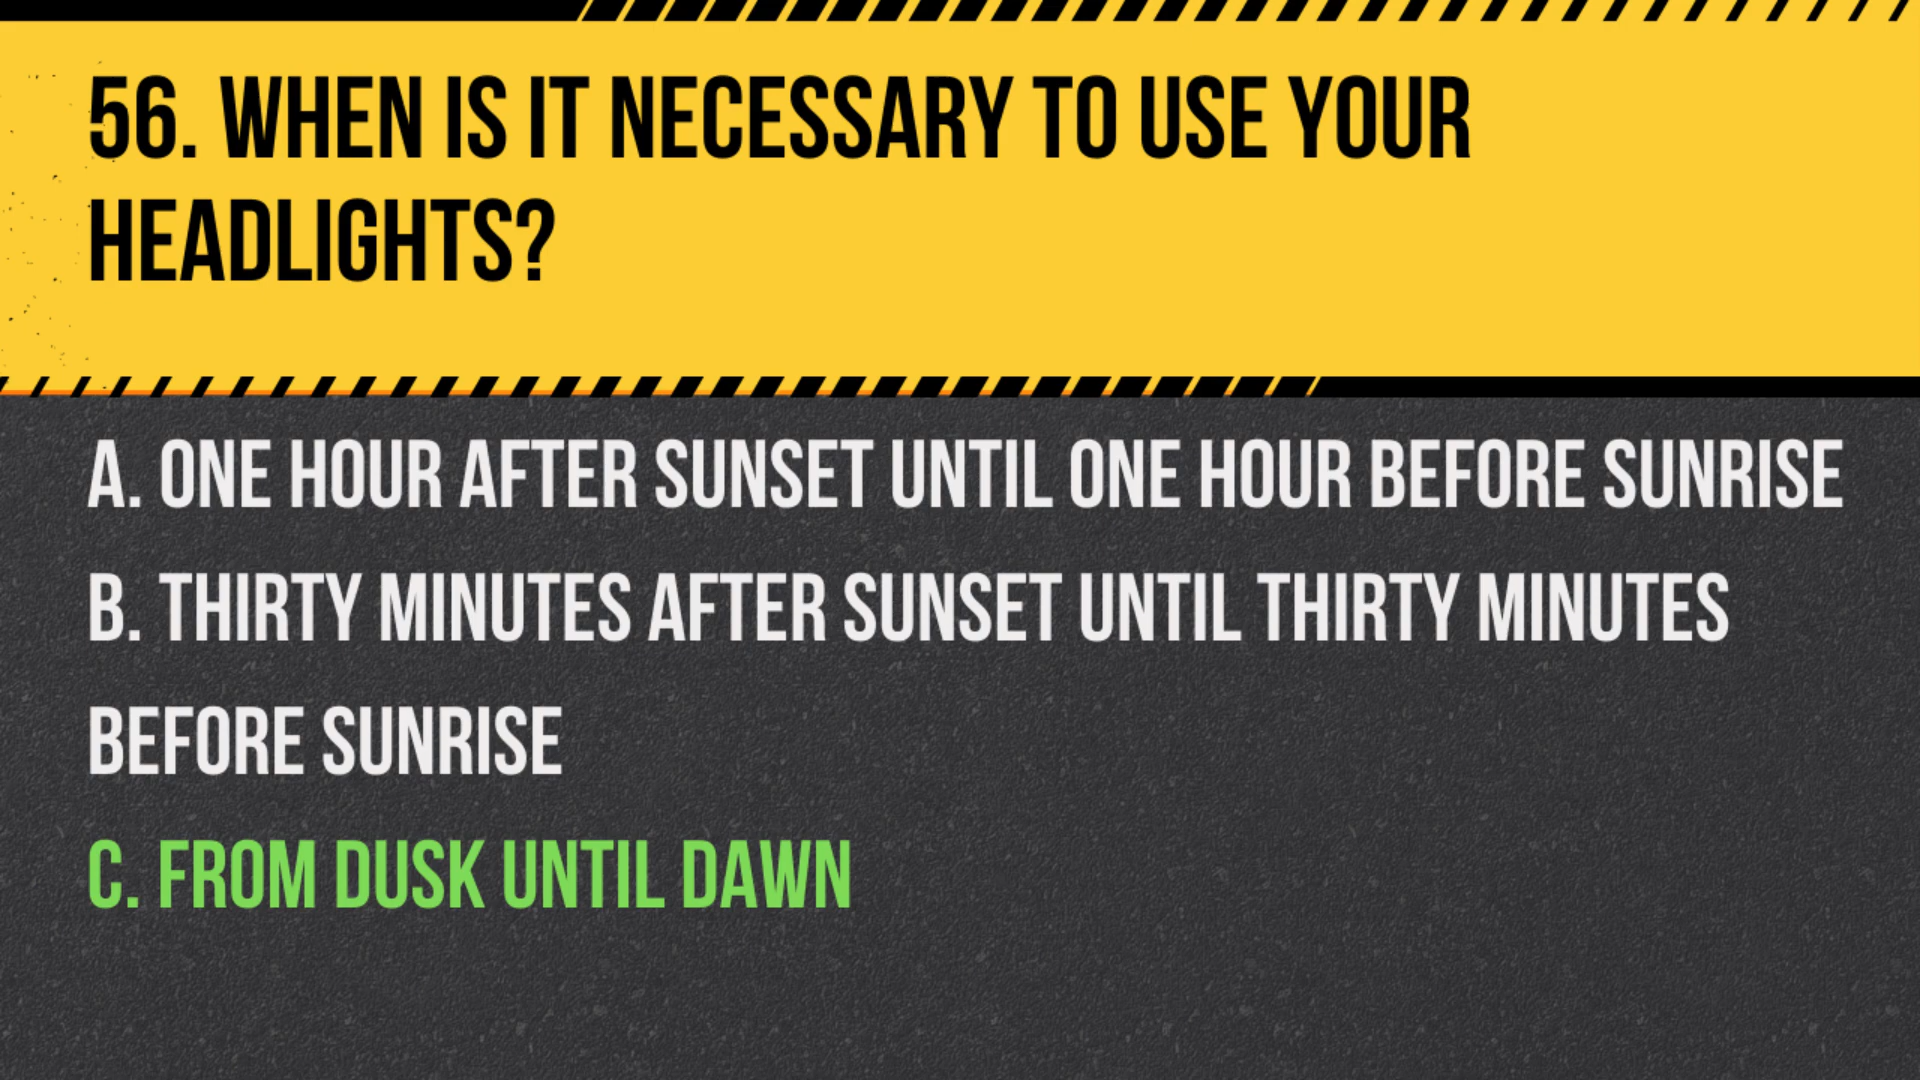 56. WHEN IS IT NECESSARY TO USE YOUR
HEADLIGHTS?
A. ONE HOUR AFTER SUNSET UNTIL ONE HOUR BEFORE SUNRISE
B. THIRTY MINUTES AFTER SUNSET UNTIL THIRTY MINUTES
BEFORE SUNRISE
C. FROM DUSK UNTIL DAWN